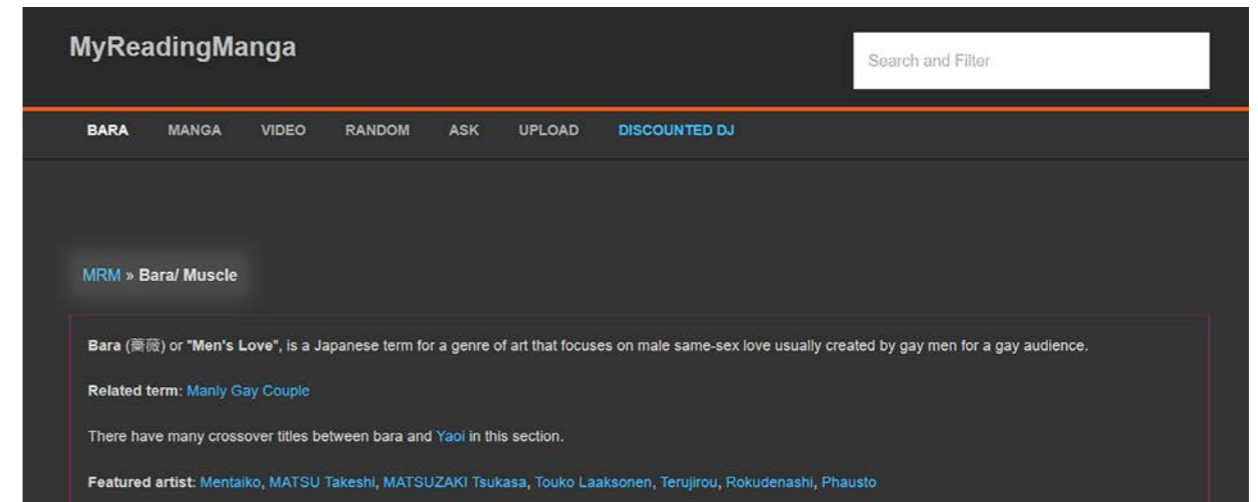 MyReadingManga
Search and Filter
BARA MANGA VIDEO RANDOM ASK UPLOAD DISCOUNTED DJ
MRM » Bara/ Muscle
Bara (薔薇) or "Men's Love", is a Japanese term for a genre of art that focuses on male same-sex love usually created by gay men for a gay audience.
Related term: Manly Gay Couple
There have many crossover titles between bara and Yaoi in this section.
Featured artist: Mentaiko, MATSU Takeshi, MATSUZAKI Tsukasa, Touko Laaksonen, Terujirou, Rokudenashi, Phausto